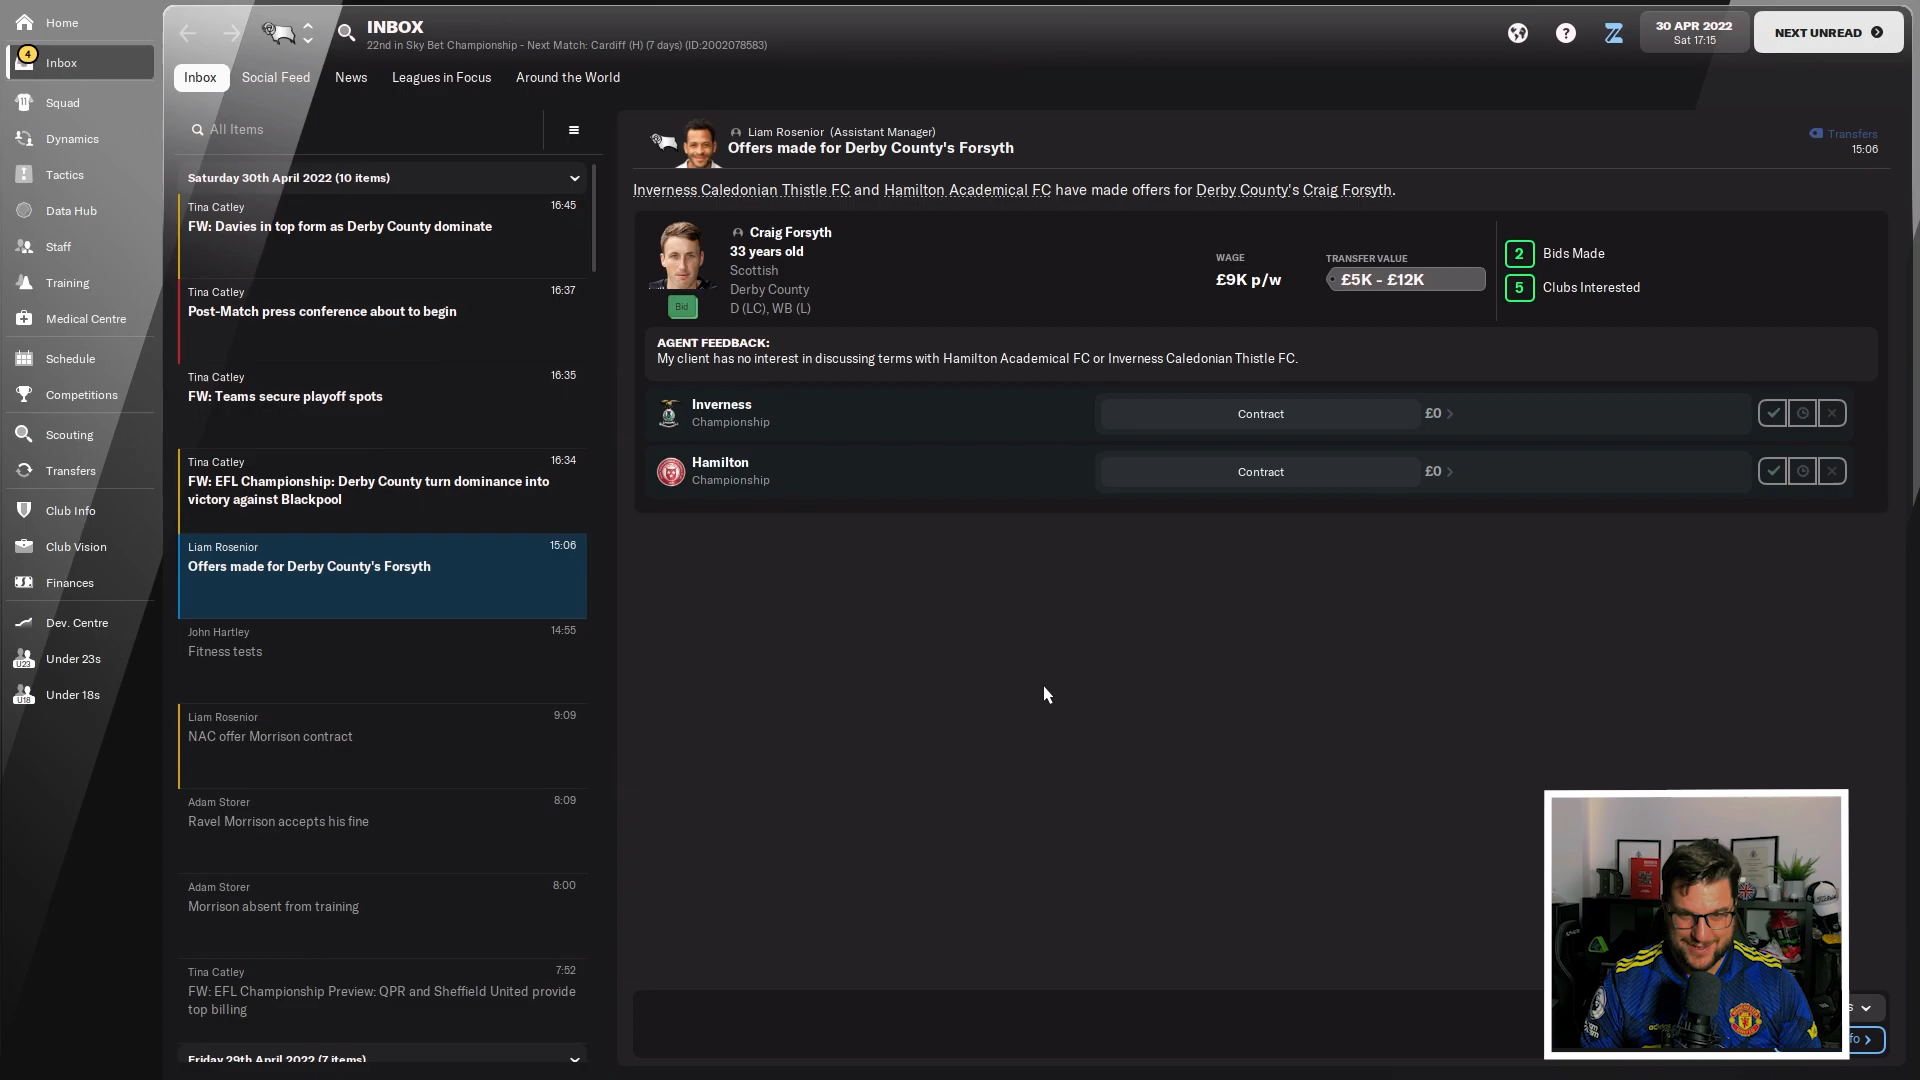 Home
4
Inbox
Squad
Dynamics
Tactics
Data Hub
Staff
Training
Medical Centre
Schedule
Competitions
Scouting
Transfers
Club Info
Club Vision
Finances
Dev. Centre
U23
Under 23s
U18
Under 18s
INBOX
22nd in Sky Bet Championship - Next Match: Cardiff (H) (7 days) (ID:2002078583)
30 APR 2022
Sat 17:15
NEXT UNREAD
Inbox
Social Feed
News
Leagues in Focus
Around the World
All Items
Saturday 30th April 2022 (10 items)
Tina Catley 16:45
FW: Davies in top form as Derby County dominate
Tina Catley 16:37
Post-Match press conference about to begin
Tina Catley 16:35
FW: Teams secure playoff spots
Tina Catley 16:34
FW: EFL Championship: Derby County turn dominance into
victory against Blackpool
Liam Rosenior 15:06
Offers made for Derby County's Forsyth
John Hartley 14:55
Fitness tests
Liam Rosenior 9:09
NAC offer Morrison contract
Adam Storer 8:09
Ravel Morrison accepts his fine
Adam Storer 8:00
Morrison absent from training
Tina Catley 7:52
FW: EFL Championship Preview: QPR and Sheffield United provide
top billing
Friday 29th April 2022 (7 items)
Liam Rosenior (Assistant Manager)
Offers made for Derby County's Forsyth
Transfers
15:06
Inverness Caledonian Thistle FC and Hamilton Academical FC have made offers for Derby County's Craig Forsyth.
Craig Forsyth
33 years old
Scottish
Derby County
D (LC), WB (L)
Bid
WAGE
£9K p/w
TRANSFER VALUE
£5K - £12K
2 Bids Made
5 Clubs Interested
AGENT FEEDBACK:
My client has no interest in discussing terms with Hamilton Academical FC or Inverness Caledonian Thistle FC.
Inverness
Championship
Contract £0
Hamilton
Championship
Contract £0